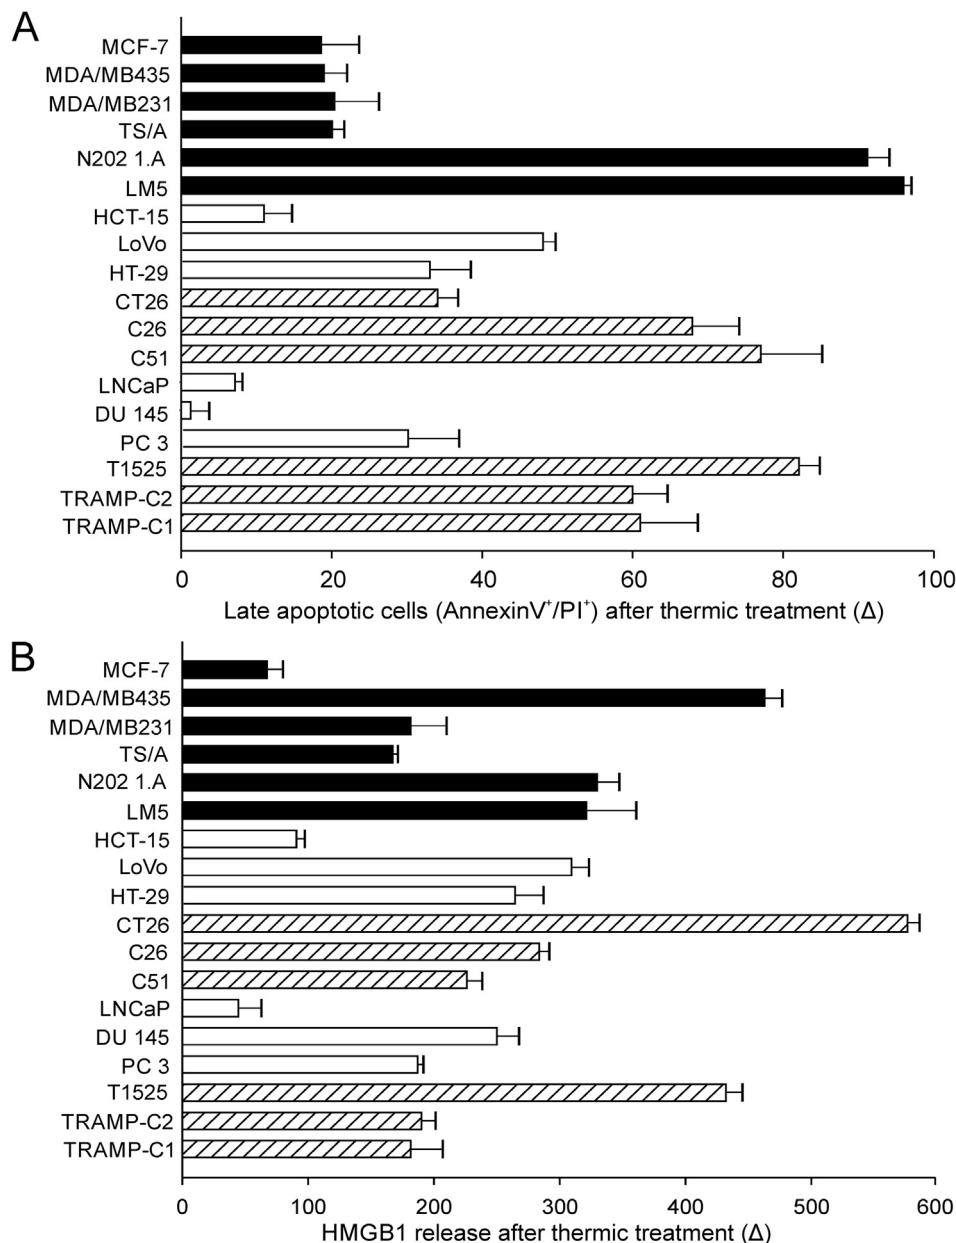 A
MCF-7
MDA/MB435
MDA/MB231
TS/A
N202 1.A
LM5
HCT-15
LoVo
HT-29
CT26
C26
C51
LNCaP
DU 145
PC 3
T1525
TRAMP-C2
TRAMP-C1
0 20 40 60 80 100
Late apoptotic cells (AnnexinV⁺/PI⁺) after thermic treatment (Δ)
B
MCF-7
MDA/MB435
MDA/MB231
TS/A
N202 1.A
LM5
HCT-15
LoVo
HT-29
CT26
C26
C51
LNCaP
DU 145
PC 3
T1525
TRAMP-C2
TRAMP-C1
0 100 200 300 400 500 600
HMGB1 release after thermic treatment (Δ)